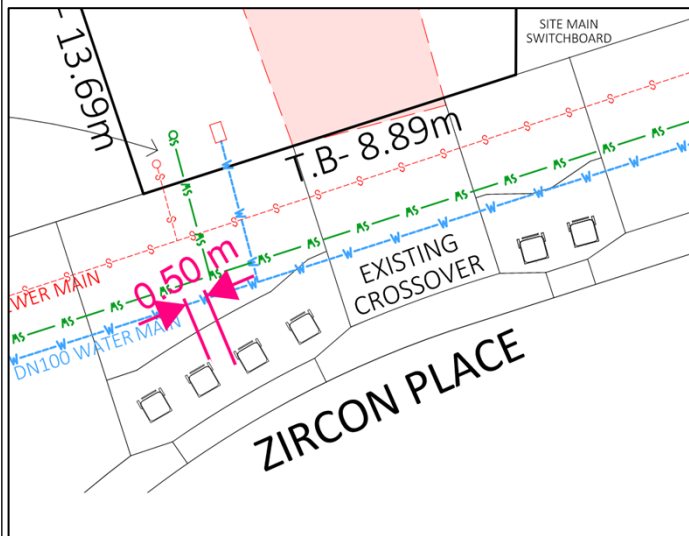 SITE MAIN
SWITCHBOARD
13.69m
T.B- 8.89m
0.50 m
EXISTING
CROSSOVER
WER MAIN
DN100 WATER MAIN
ZIRCON PLACE